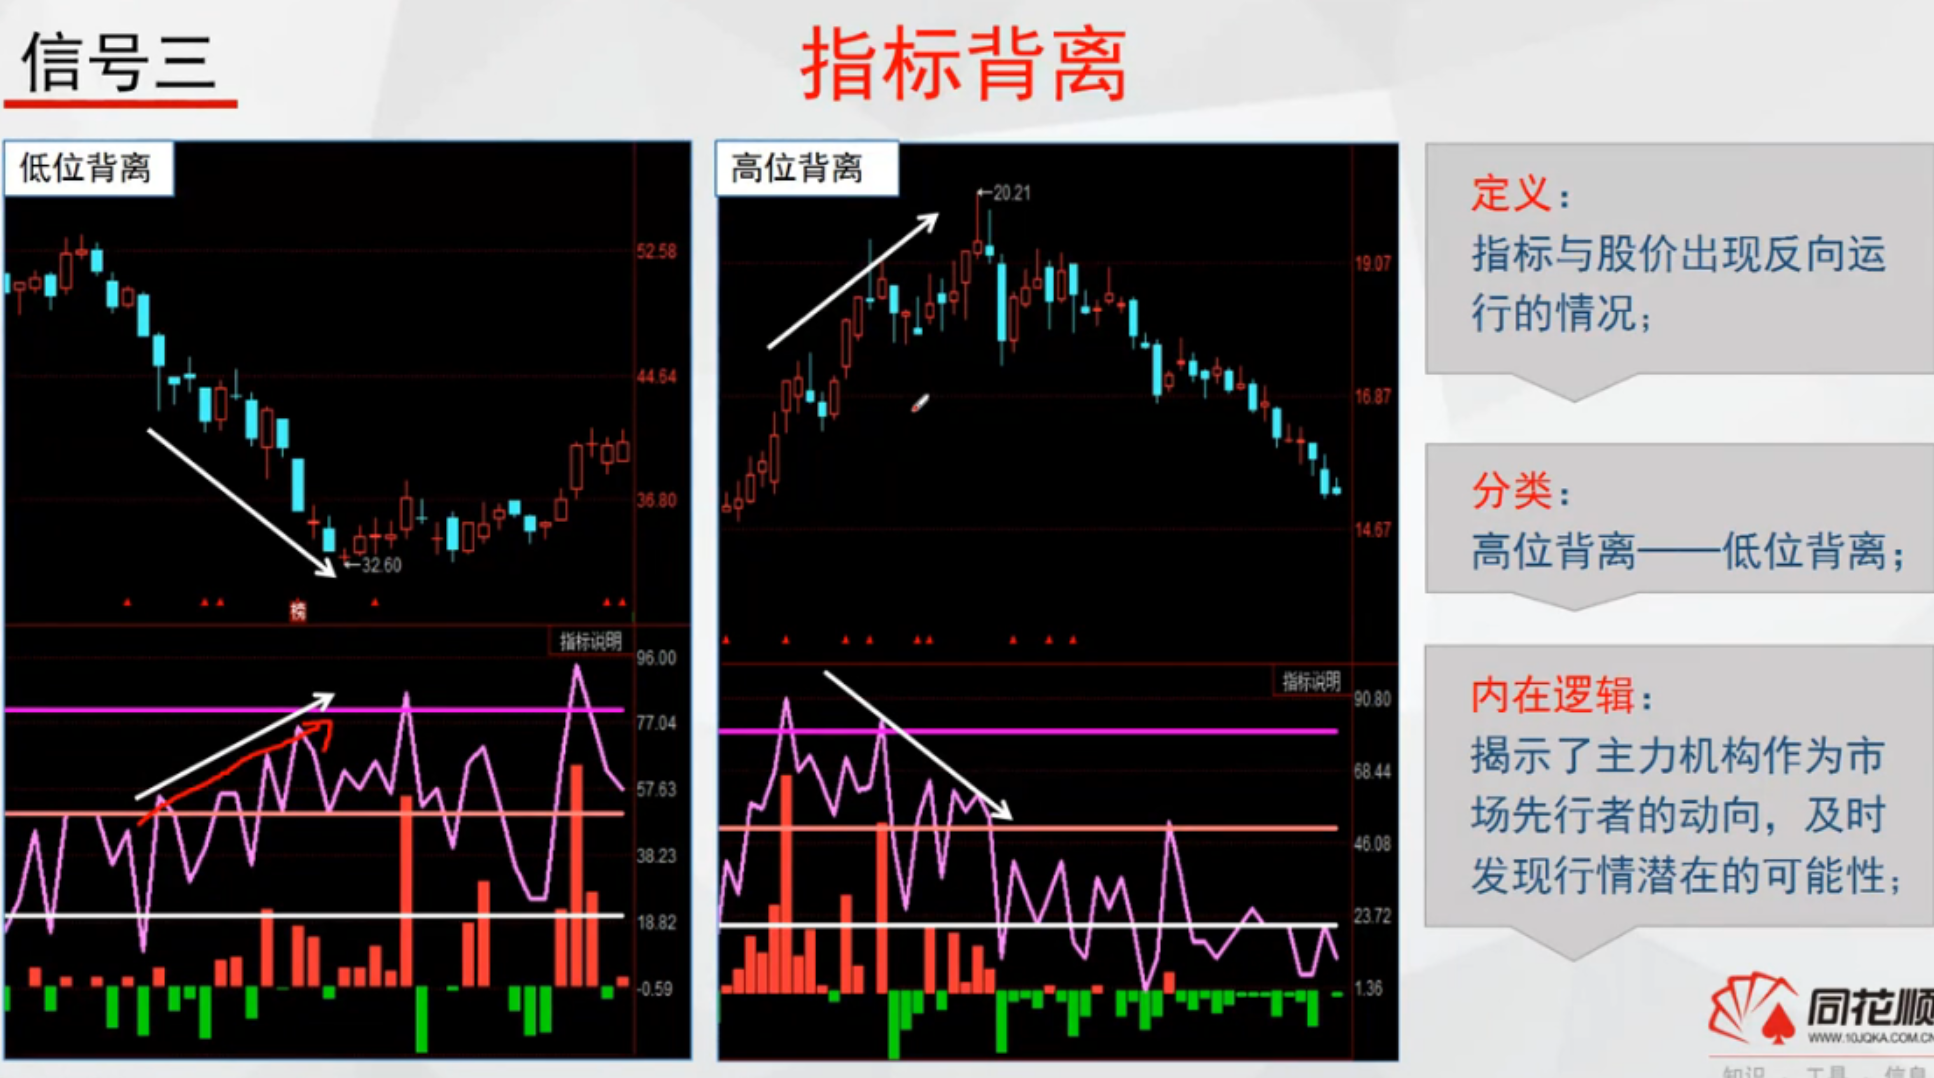 信号三
指标背离
低位背离
52.58
44.64
36.80
←32.60
榜
指标说明
96.00
77.04
57.63
38.23
18.82
-0.59
高位背离
←20.21
19.07
16.87
14.67
指标说明
90.80
68.44
46.08
23.72
1.36
定义：
指标与股价出现反向运
行的情况；
分类：
高位背离——低位背离；
内在逻辑：
揭示了主力机构作为市
场先行者的动向，及时
发现行情潜在的可能性；
同花顺
WWW.10JQKA.COM.CN
知识 - 工具 - 信息